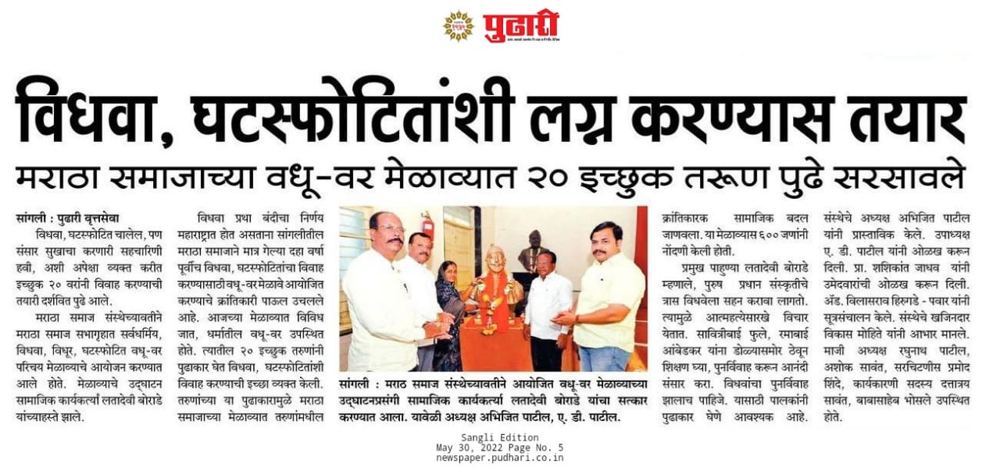 पुढारी
विधवा, घटस्फोटितांशी लग्न करण्यास तयार
मराठा समाजाच्या वधू-वर मेळाव्यात २० इच्छुक तरूण पुढे सरसावले
सांगली : पुढारी वृत्तसेवा
विधवा, घटस्फोटित चालेल, पण
संसार सुखाचा करणारी सहचारिणी
हवी, अशी अपेक्षा व्यक्त करीत
इच्छुक २० वरांनी विवाह करण्याची
तयारी दर्शवित पुढे आले.
मराठा समाज संस्थेच्यावतीने
मराठा समाज सभागृहात सर्वधर्मिय,
विधवा, विधूर, घटस्फोटित वधू-वर
परिचय मेळाव्याचे आयोजन करण्यात
आले होते. मेळाव्याचे उद्घाटन
सामाजिक कार्यकर्त्या लतादेवी बोराडे
यांच्याहस्ते झाले.
विधवा प्रथा बंदीचा निर्णय
महाराष्ट्रात होत असताना सांगलीतील
मराठा समाजाने मात्र गेल्या दहा वर्षा
पूर्वीच विधवा, घटस्फोटितांचा विवाह
करण्यासाठी वधू-वर मेळावे आयोजित
करण्याचे क्रांतिकारी पाऊल उचलले
आहे. आजच्या मेळाव्यात विविध
जात, धर्मातील वधू-वर उपस्थित
होते. त्यातील २० इच्छुक तरुणांनी
पुढाकार घेत विधवा, घटस्फोटितांशी
विवाह करण्याची इच्छा व्यक्त केली.
तरुणांच्या या पुढाकारामुळे मराठा
समाजाच्या मेळाव्यात तरुणांमधील
सांगली : मराठ समाज संस्थेच्यावतीने आयोजित वधू-वर मेळाव्याच्या
उद्घाटनप्रसंगी सामाजिक कार्यकर्त्या लतादेवी बोराडे यांचा सत्कार
करण्यात आला. यावेळी अध्यक्ष अभिजित पाटील, ए. डी. पाटील.
क्रांतिकारक सामाजिक बदल
जाणवला. या मेळाव्यास ६०० जणांनी
नोंदणी केली होती.
प्रमुख पाहुण्या लतादेवी बोराडे
म्हणाले, पुरुष प्रधान संस्कृतीचे
त्रास विधवेला सहन करावा लागतो.
त्यामुळे आत्महत्येसारखे विचार
येतात. सावित्रीबाई फुले, रमाबाई
आंबेडकर यांना डोळ्यासमोर ठेवून
शिक्षण घ्या, पुनर्विवाह करून आनंदी
संसार करा. विधवांचा पुनर्विवाह
झालाच पाहिजे. यासाठी पालकांनी
पुढाकार घेणे आवश्यक आहे.
संस्थेचे अध्यक्ष अभिजित पाटील
यांनी प्रास्ताविक केले. उपाध्यक्ष
ए. डी. पाटील यांनी ओळख करून
दिली. प्रा. शशिकांत जाधव यांनी
उमेदवारांची ओळख करून दिली.
अ‍ॅड. विलासराव हिरुगडे - पवार यांनी
सूत्रसंचालन केले. संस्थेचे खजिनदार
विकास मोहिते यांनी आभार मानले.
माजी अध्यक्ष रघुनाथ पाटील,
अशोक सावंत, सरचिटणीस प्रमोद
शिंदे, कार्यकारणी सदस्य दत्तात्रय
सावंत, बाबासाहेब भोसले उपस्थित
होते.
Sangli Edition
May 30, 2022 Page No. 5
newspaper.pudhari.co.in